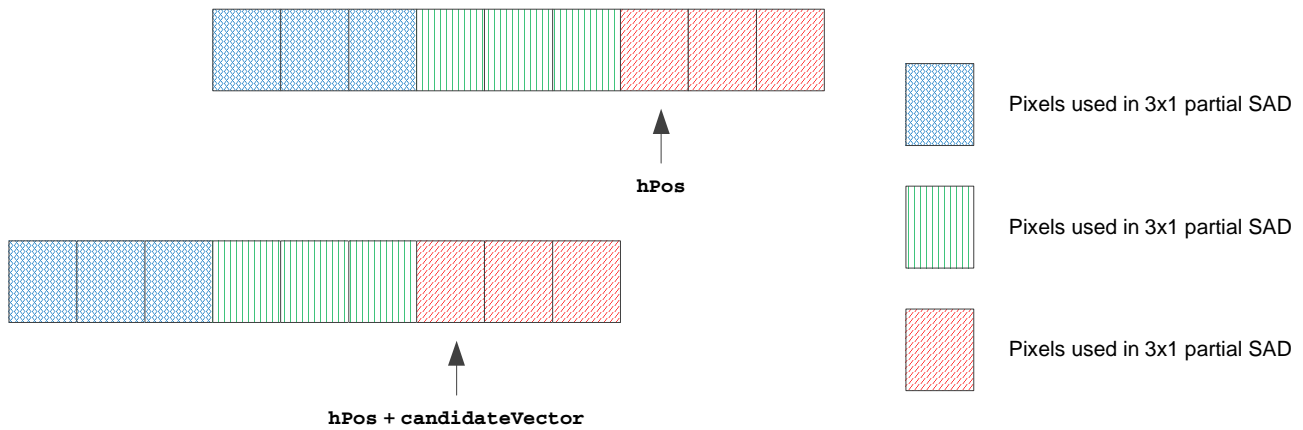 hPos
hPos + candidateVector
Pixels used in 3x1 partial SAD
Pixels used in 3x1 partial SAD
Pixels used in 3x1 partial SAD